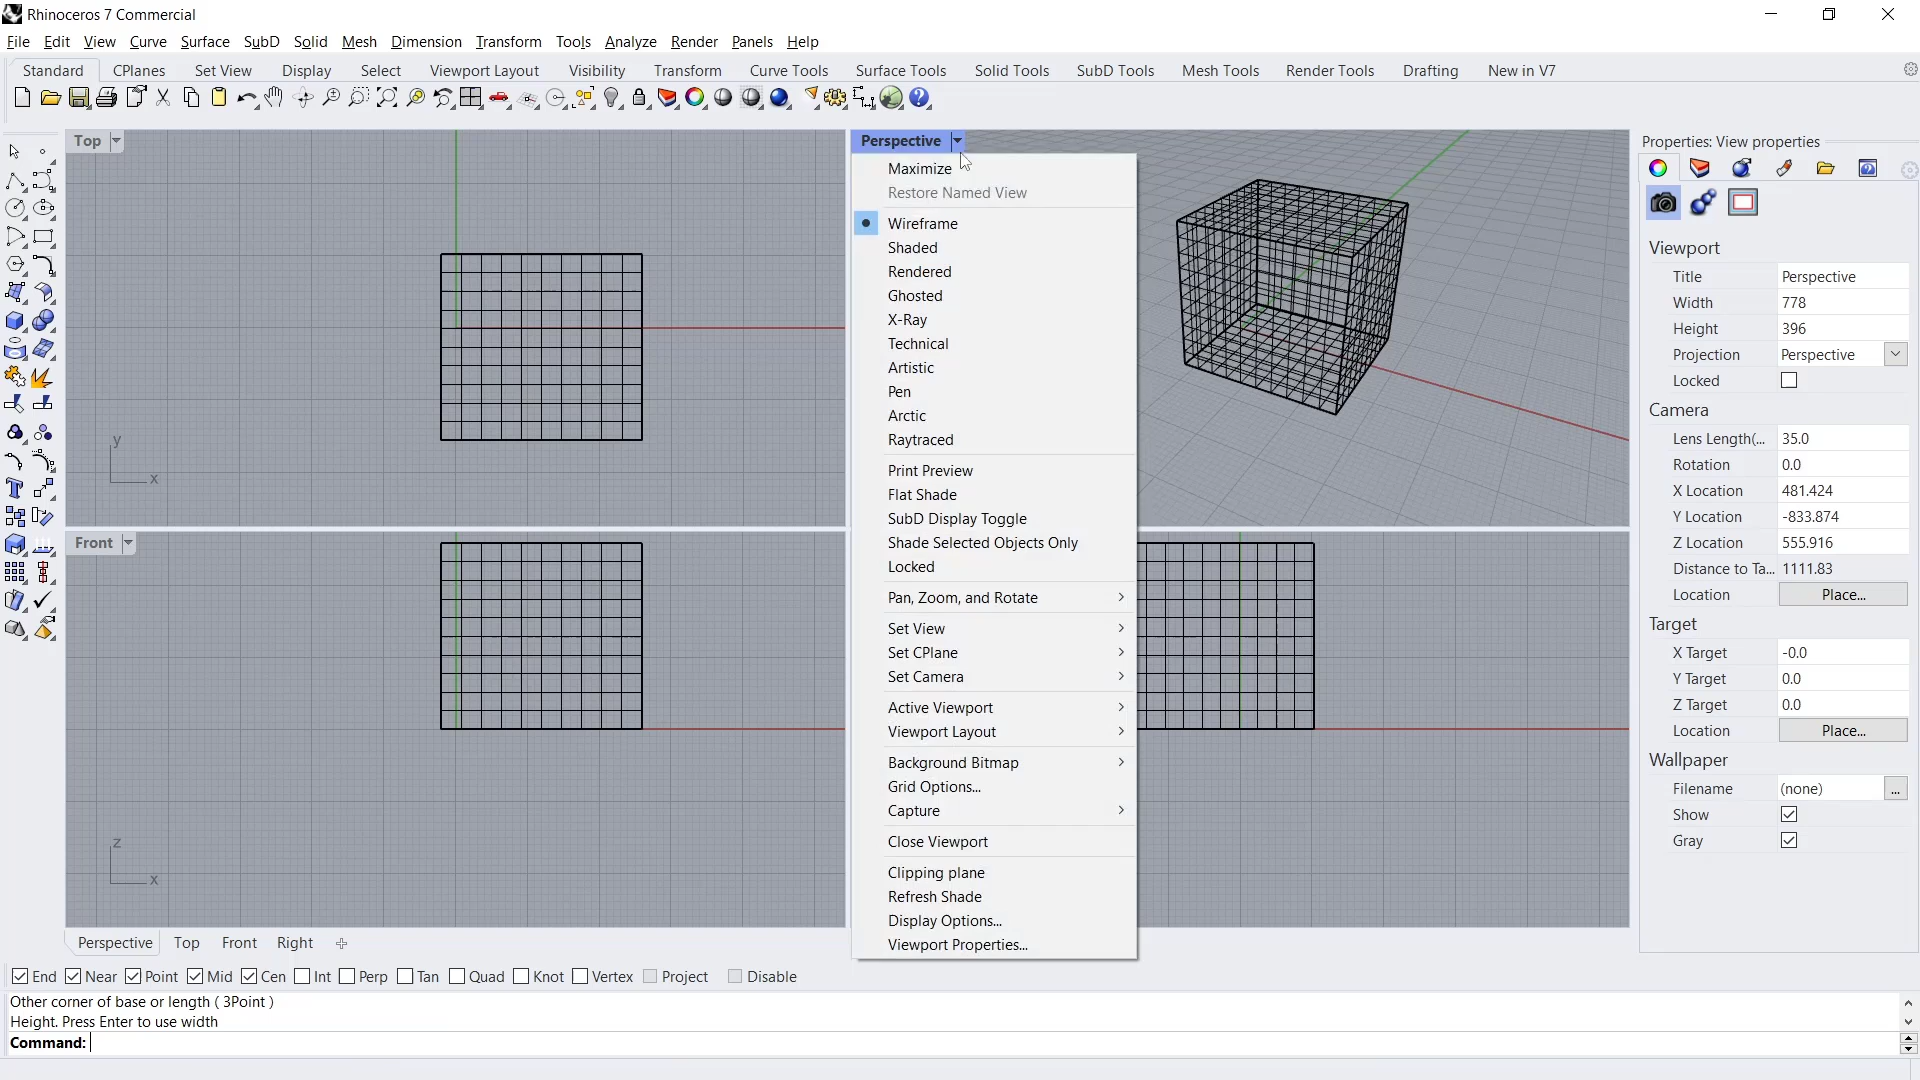 Rhinoceros 7 Commercial
File Edit View Curve Surface SubD Solid Mesh Dimension Transform Tools Analyze Render Panels Help
Standard CPlanes Set View Display Select Viewport Layout Visibility Transform Curve Tools Surface Tools Solid Tools SubD Tools Mesh Tools Render Tools Drafting New in V7
Top
y
x
Perspective
Maximize
Restore Named View
Wireframe
Shaded
Rendered
Ghosted
X-Ray
Technical
Artistic
Pen
Arctic
Raytraced
Print Preview
Flat Shade
SubD Display Toggle
Shade Selected Objects Only
Locked
Pan, Zoom, and Rotate
Set View
Set CPlane
Set Camera
Active Viewport
Viewport Layout
Background Bitmap
Grid Options...
Capture
Close Viewport
Clipping plane
Refresh Shade
Display Options...
Viewport Properties...
Front
z
x
Properties: View properties
Viewport
Title Perspective
Width 778
Height 396
Projection Perspective
Locked
Camera
Lens Length(... 35.0
Rotation 0.0
X Location 481.424
Y Location -833.874
Z Location 555.916
Distance to Ta... 1111.83
Location Place...
Target
X Target -0.0
Y Target 0.0
Z Target 0.0
Location Place...
Wallpaper
Filename (none) ...
Show
Gray
Perspective Top Front Right
End Near Point Mid Cen Int Perp Tan Quad Knot Vertex Project Disable
Other corner of base or length ( 3Point )
Height. Press Enter to use width
Command: